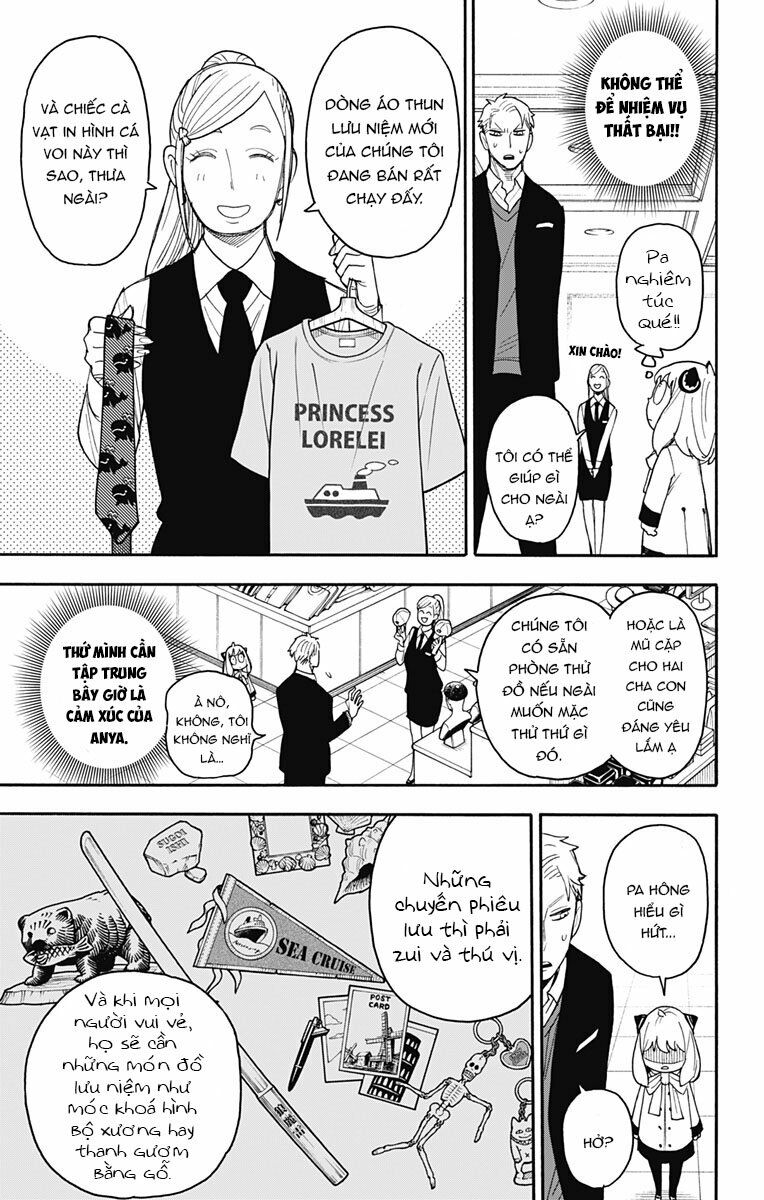 KHÔNG THỂ
ĐỂ NHIỆM VỤ
THẤT BẠI!!
Pa
nghiêm
túc
Qué!!
XIN CHÀO!
TÔI CÓ THỂ
GIÚP GÌ
CHO NGÀI
Ạ?
DÒNG ÁO THUN
LƯU NIỆM MỚI
CỦA CHÚNG TÔI
ĐANG BÁN RẤT
CHẠY ĐẤY.
VÀ CHIẾC CÀ
VẠT IN HÌNH CÁ
VOI NÀY THÌ
SAO, THƯA
NGÀI?
PRINCESS
LORELEI
HOẶC LÀ
MŨ CẶP
CHO HAI
CHA CON
CŨNG
ĐÁNG YÊU
LẮM Ạ
CHÚNG TÔI
CÓ SẴN
PHÒNG THỬ
ĐỒ NẾU NGÀI
MUỐN MẶC
THỬ THỨ GÌ
ĐÓ.
À NÔ,
KHÔNG, TÔI
KHÔNG NGHĨ
LÀ...
THỨ MÌNH CẦN
TẬP TRUNG
BÂY GIỜ LÀ
CẢM XÚC CỦA
ANYA.
PA HÔNG
HIỂU GÌ
HỨT...
HỞ?
Những
chuyến phiêu
lưu thì phải
zui và thú vị.
SUGOI
ISHI
SEA CRUISE
POST
CARD
Và khi mọi
người vui vẻ,
họ sẽ cần
những món đồ
lưu niệm như
móc khoá hình
Bộ xương hay
thanh gươm
Bằng gỗ.